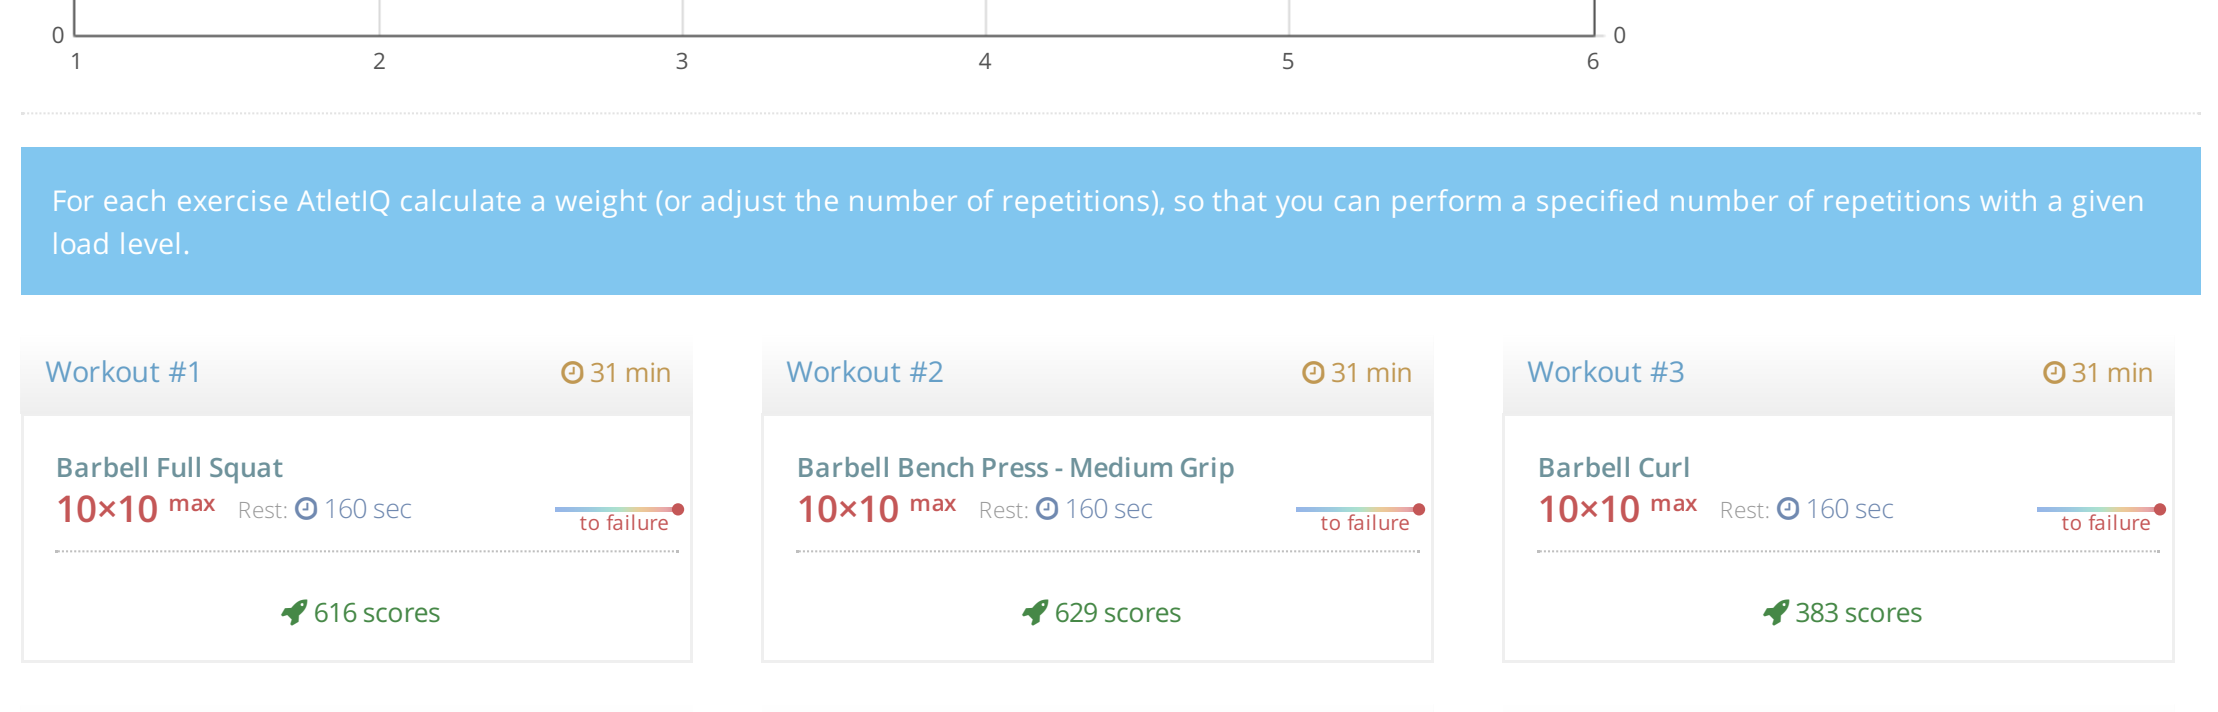 0 0
1 2 3 4 5 6
For each exercise AtletIQ calculate a weight (or adjust the number of repetitions), so that you can perform a specified number of repetitions with a given
load level.
Workout #1 31 min
Barbell Full Squat
10×10 max Rest: 160 sec
to failure
616 scores
Workout #2 31 min
Barbell Bench Press - Medium Grip
10×10 max Rest: 160 sec
to failure
629 scores
Workout #3 31 min
Barbell Curl
10×10 max Rest: 160 sec
to failure
383 scores